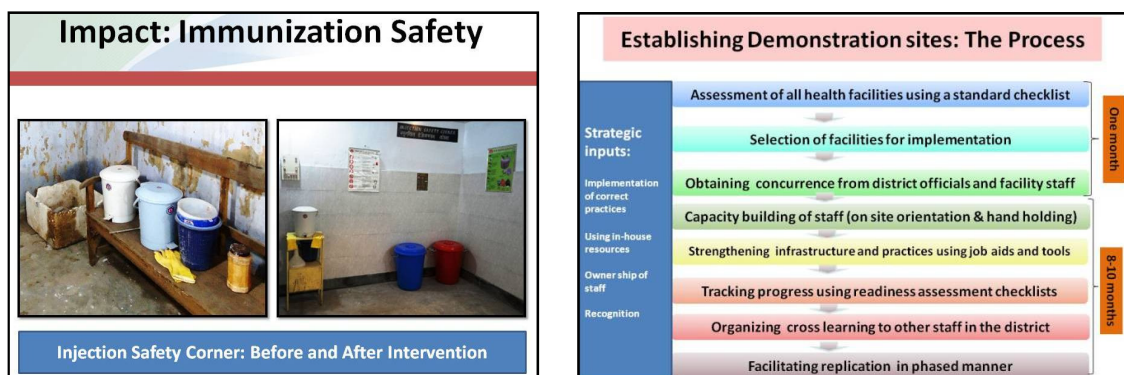 Impact: Immunization Safety
Injection Safety Corner: Before and After Intervention
Establishing Demonstration sites: The Process
Strategic
inputs:
Implementation
of correct
practices
Using in-house
resources
Owner ship of
staff
Recognition
Assessment of all health facilities using a standard checklist
Selection of facilities for implementation
Obtaining concurrence from district officials and facility staff
Capacity building of staff (on site orientation & hand holding)
Strengthening infrastructure and practices using job aids and tools
Tracking progress using readiness assessment checklists
Organizing cross learning to other staff in the district
Facilitating replication in phased manner
One month
8-10 months